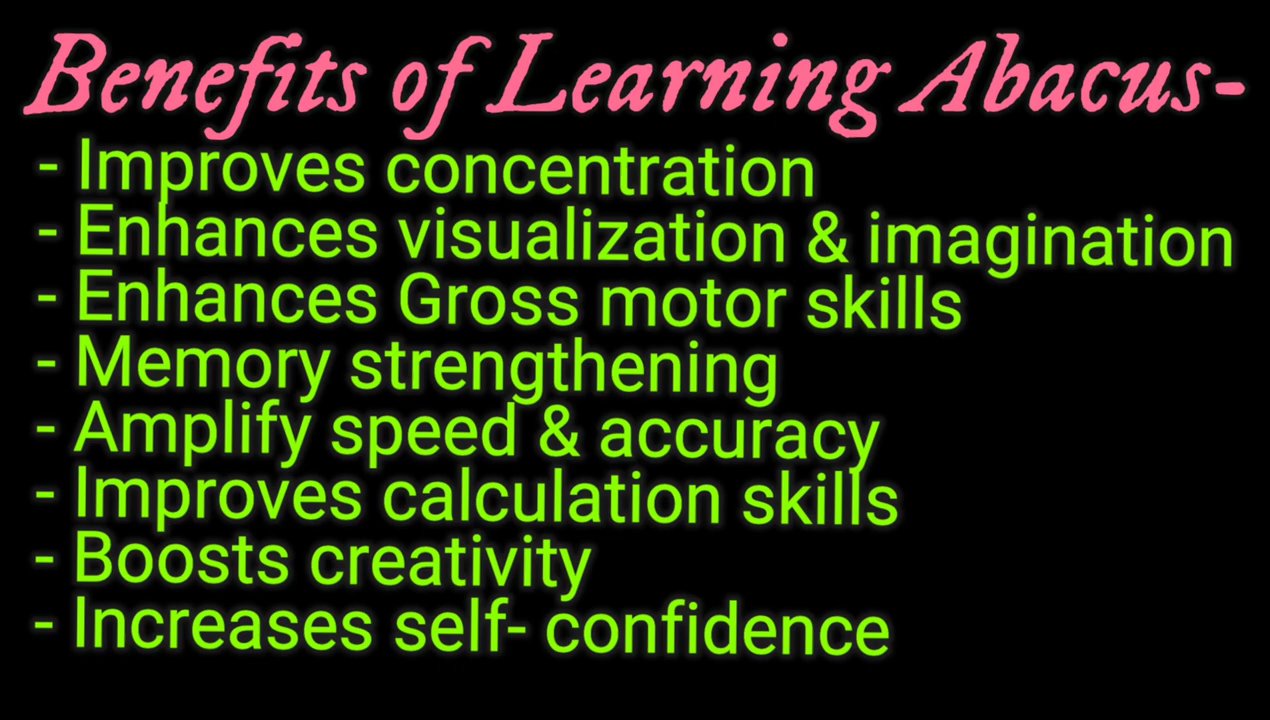 Benefits of Learning Abacus-
- Improves concentration
- Enhances visualization & imagination
- Enhances Gross motor skills
- Memory strengthening
- Amplify speed & accuracy
- Improves calculation skills
- Boosts creativity
- Increases self- confidence